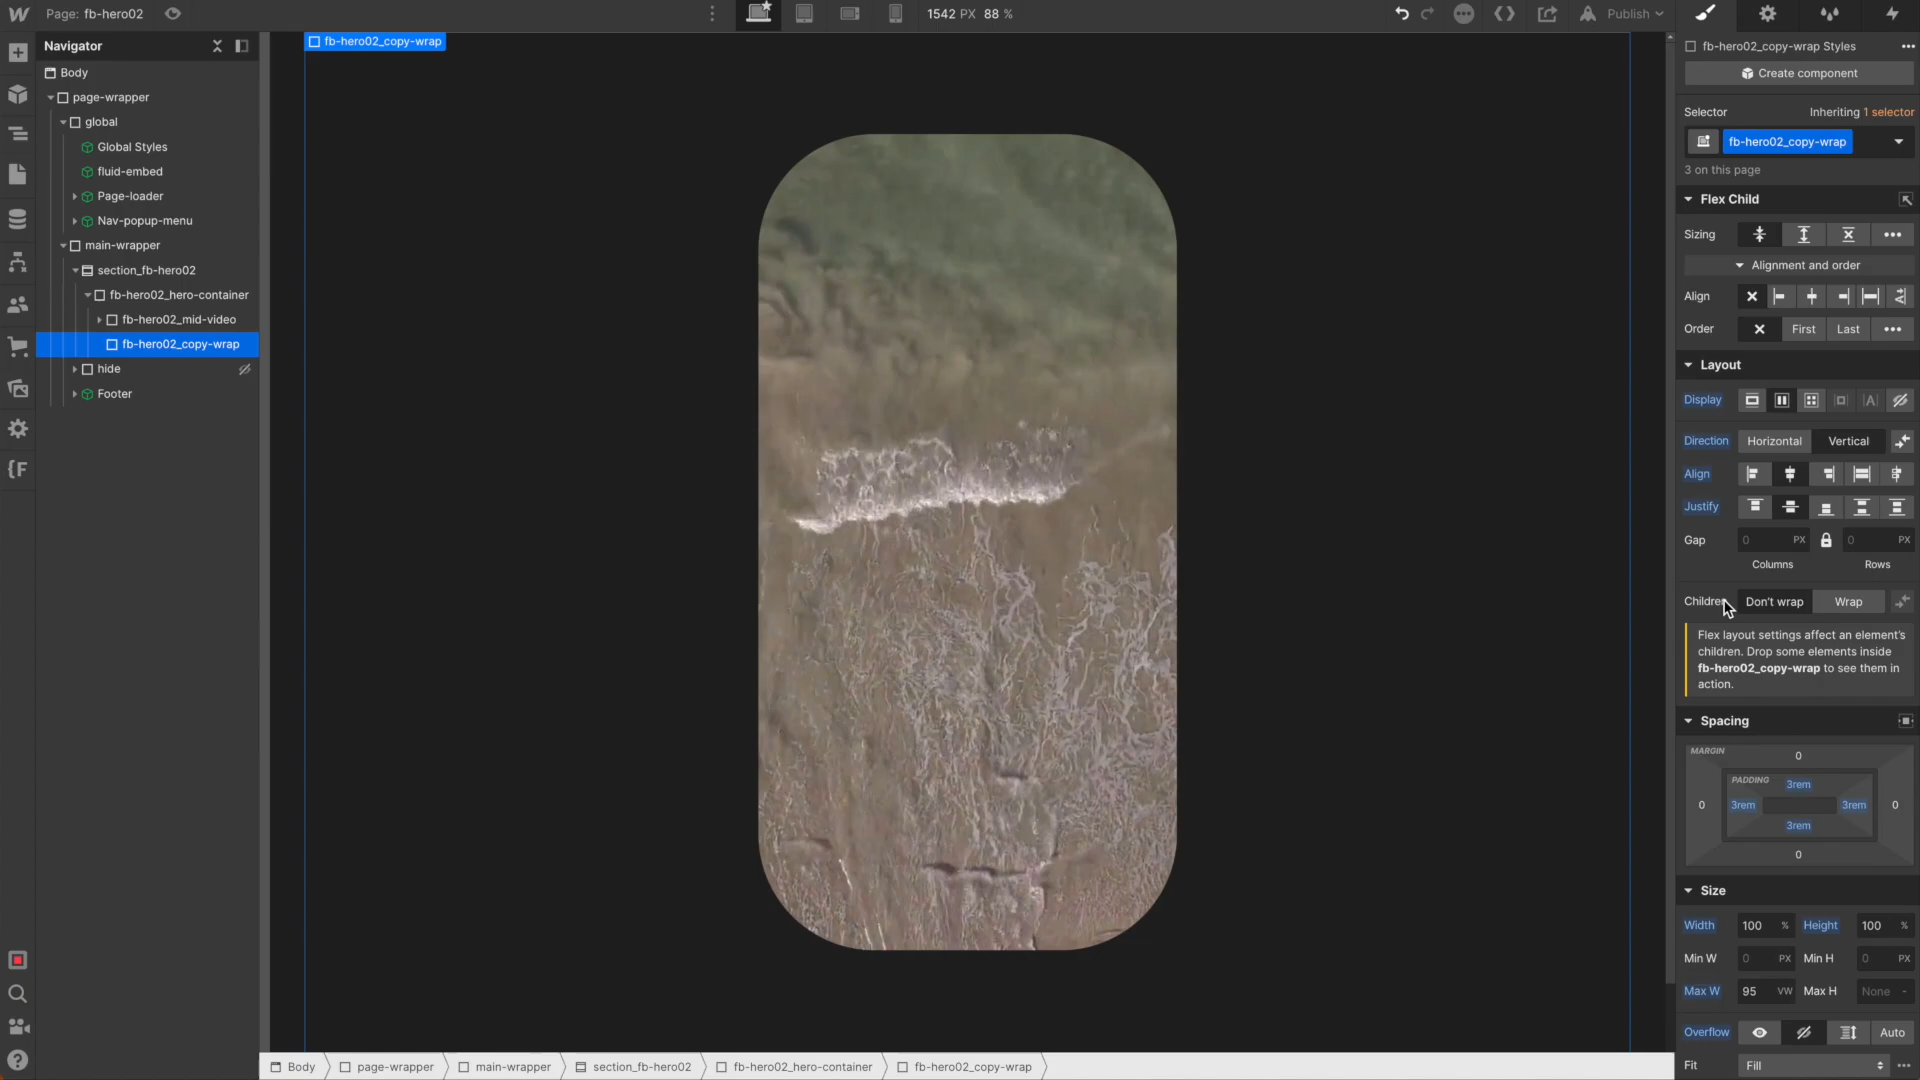 Page: fb-hero02
1542 PX 88 %
Publish
Navigator
Body
page-wrapper
global
Global Styles
fluid-embed
Page-loader
Nav-popup-menu
main-wrapper
section_fb-hero02
fb-hero02_hero-container
fb-hero02_mid-video
fb-hero02_copy-wrap
hide
Footer
fb-hero02_copy-wrap
fb-hero02_copy-wrap Styles
Create component
Selector Inheriting 1 selector
fb-hero02_copy-wrap
3 on this page
Flex Child
Sizing
Alignment and order
Align
Order First Last
Layout
Display
Direction Horizontal Vertical
Align
Justify
Gap 0 PX 0 PX
Columns Rows
Children Don't wrap Wrap
Flex layout settings affect an element's
children. Drop some elements inside
fb-hero02_copy-wrap to see them in
action.
Spacing
MARGIN
0
PADDING
3rem
0 3rem 3rem 0
3rem
0
Size
Width 100 % Height 100 %
Min W 0 PX Min H 0 PX
Max W 95 VW Max H None -
Overflow Auto
Fit Fill
Body page-wrapper main-wrapper section_fb-hero02 fb-hero02_hero-container fb-hero02_copy-wrap